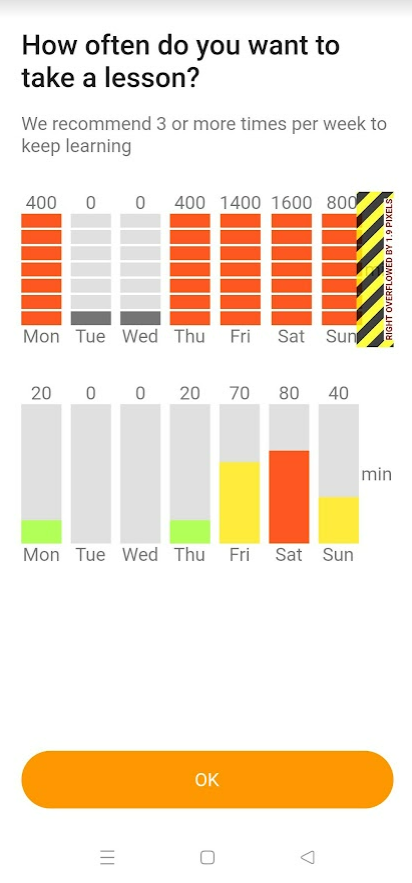 How often do you want to
take a lesson?
We recommend 3 or more times per week to
keep learning
400 0 0 400 1400 1600 800
RIGHT OVERFLOWED BY 1.9 PIXELS
Mon Tue Wed Thu Fri Sat Sun
20 0 0 20 70 80 40
min
Mon Tue Wed Thu Fri Sat Sun
OK